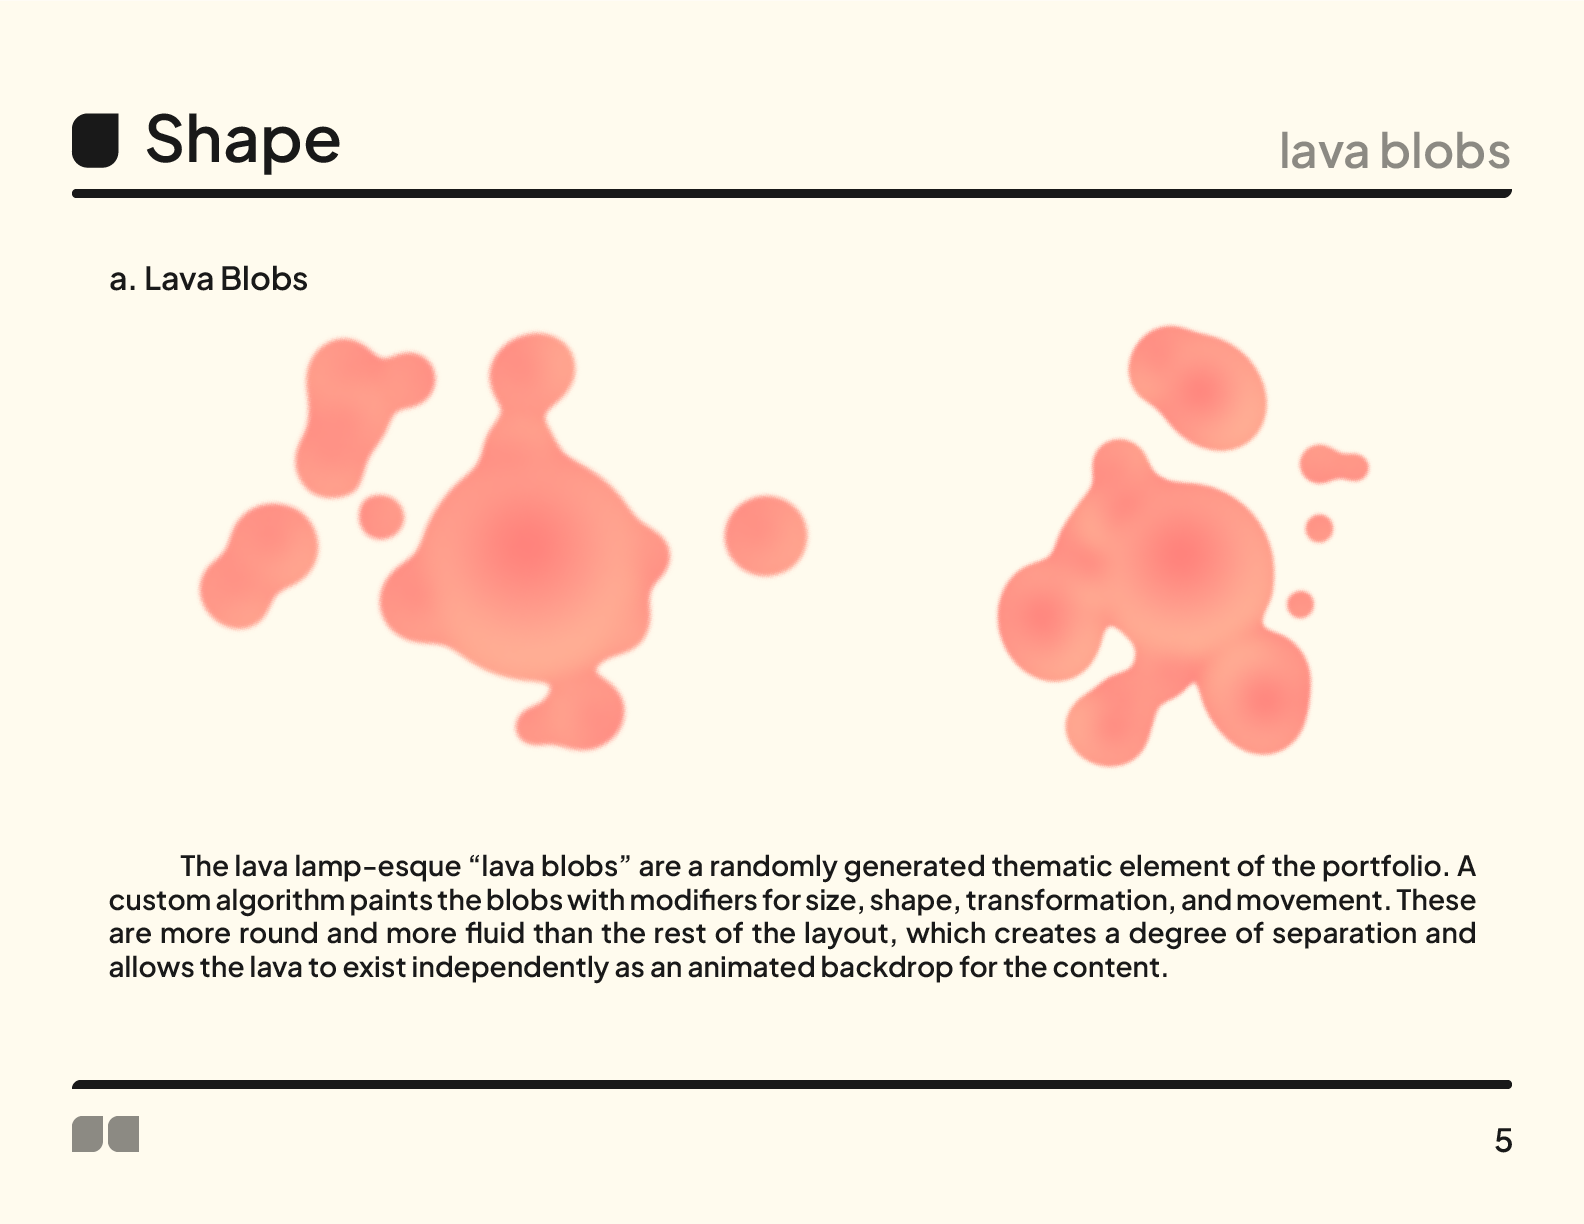 Shape
lava blobs
a. Lava Blobs
The lava lamp-esque “lava blobs” are a randomly generated thematic element of the portfolio. A
custom algorithm paints the blobs with modifiers for size, shape, transformation, and movement. These
are more round and more fluid than the rest of the layout, which creates a degree of separation and
allows the lava to exist independently as an animated backdrop for the content.
5